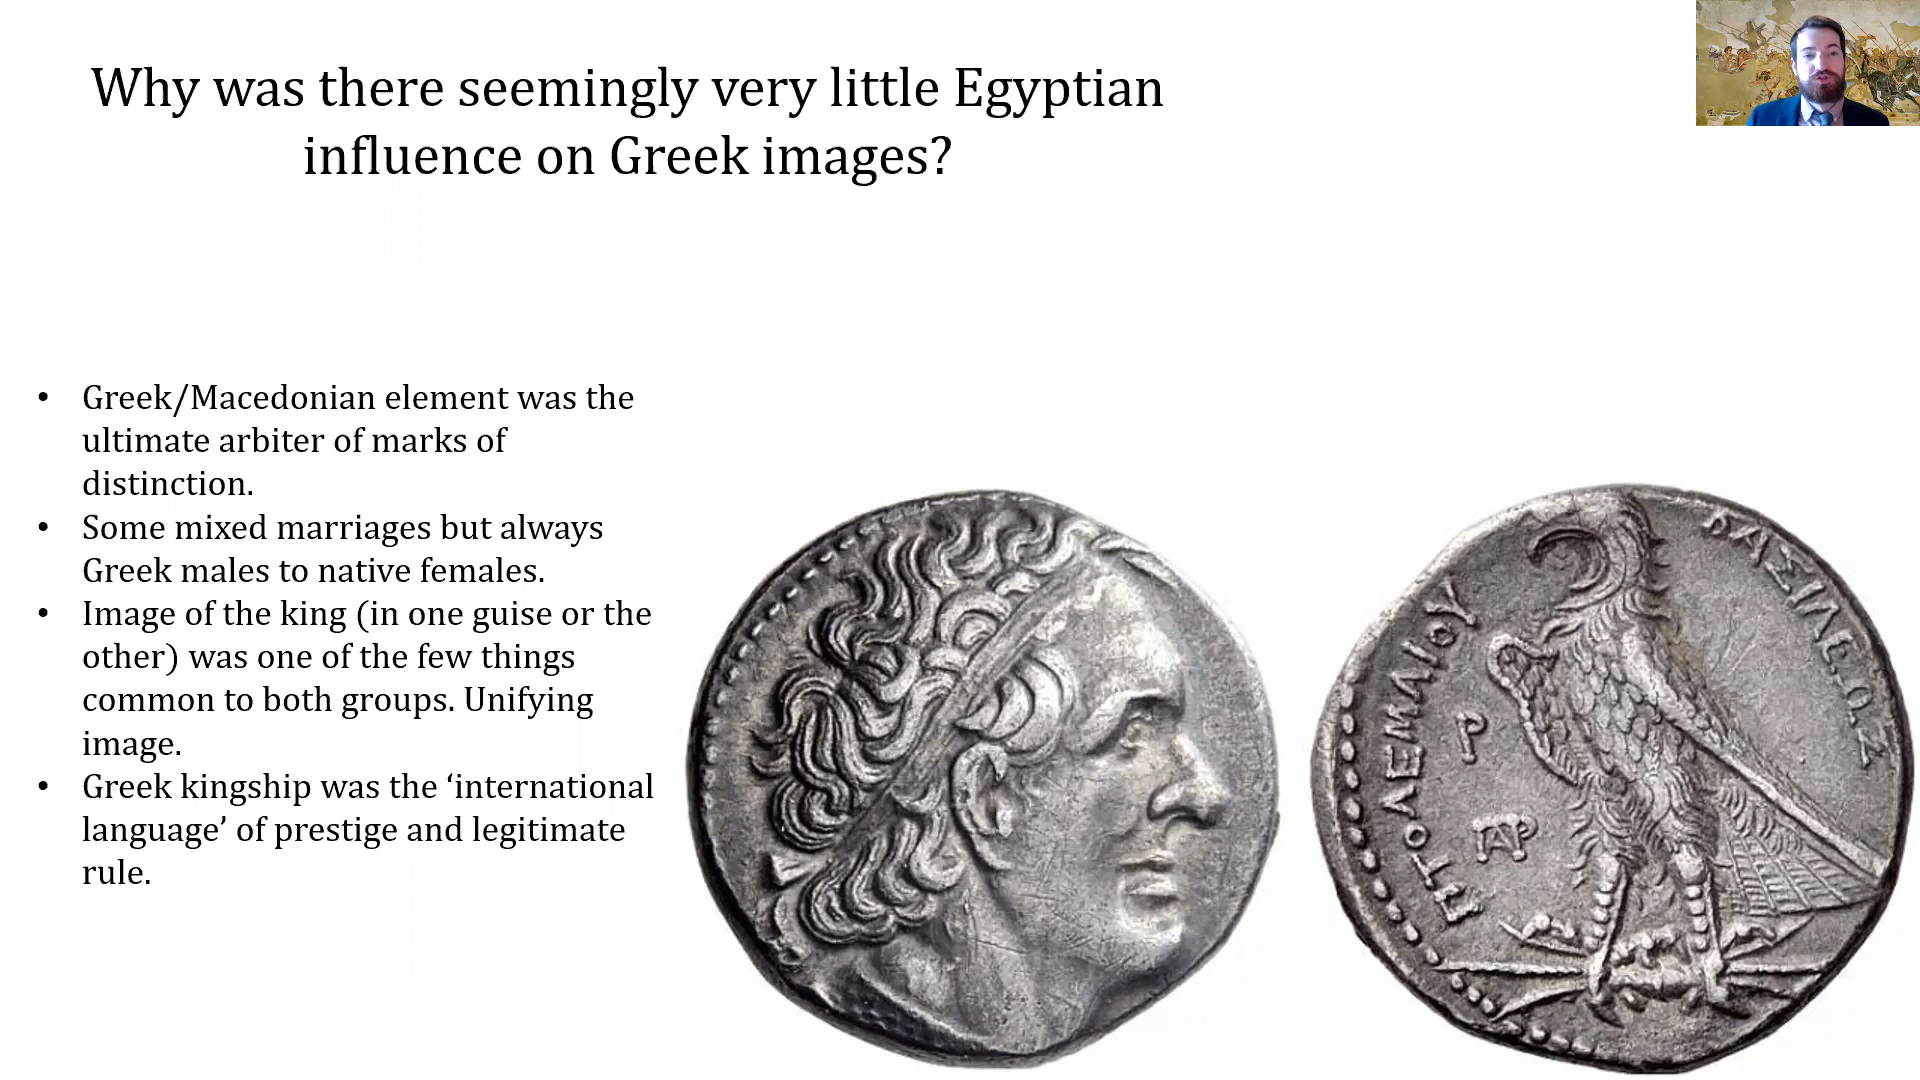 Why was there seemingly very little Egyptian
influence on Greek images?
• Greek/Macedonian element was the
ultimate arbiter of marks of
distinction.
• Some mixed marriages but always
Greek males to native females.
• Image of the king (in one guise or the
other) was one of the few things
common to both groups. Unifying
image.
• Greek kingship was the ‘international
language’ of prestige and legitimate
rule.
ΠΤΟΛΕΜΑΙΟΥ
ΒΑΣΙΛΕΩΣ
Ρ